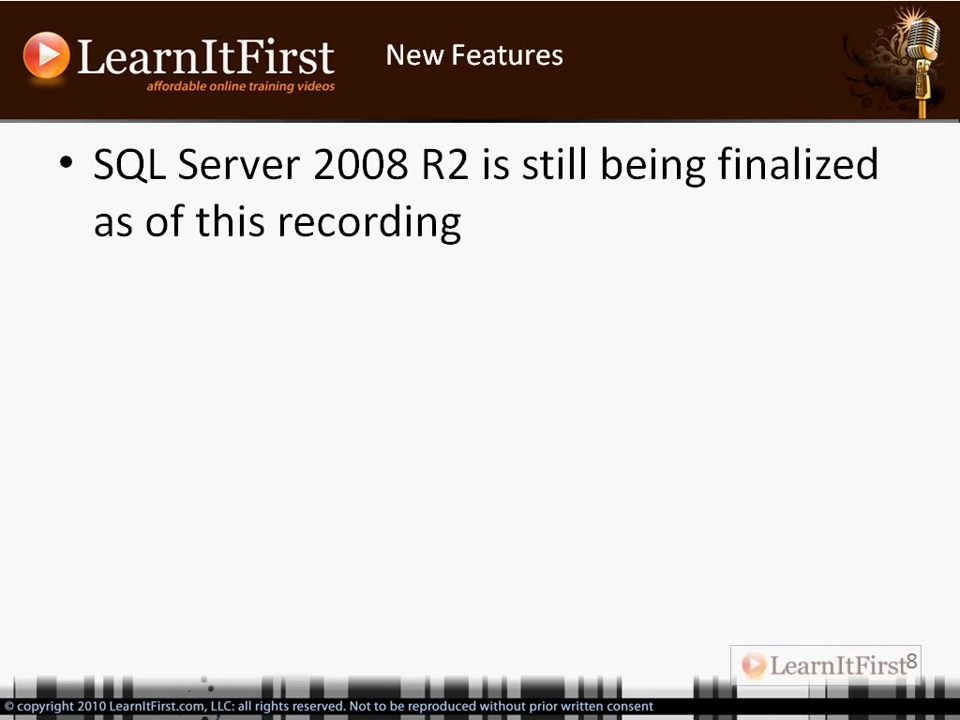 LearnItFirst
affordable online training videos
New Features
• SQL Server 2008 R2 is still being finalized
as of this recording
LearnItFirst
8
© copyright 2010 LearnItFirst.com, LLC: all rights reserved. Not to be reproduced without prior written consent